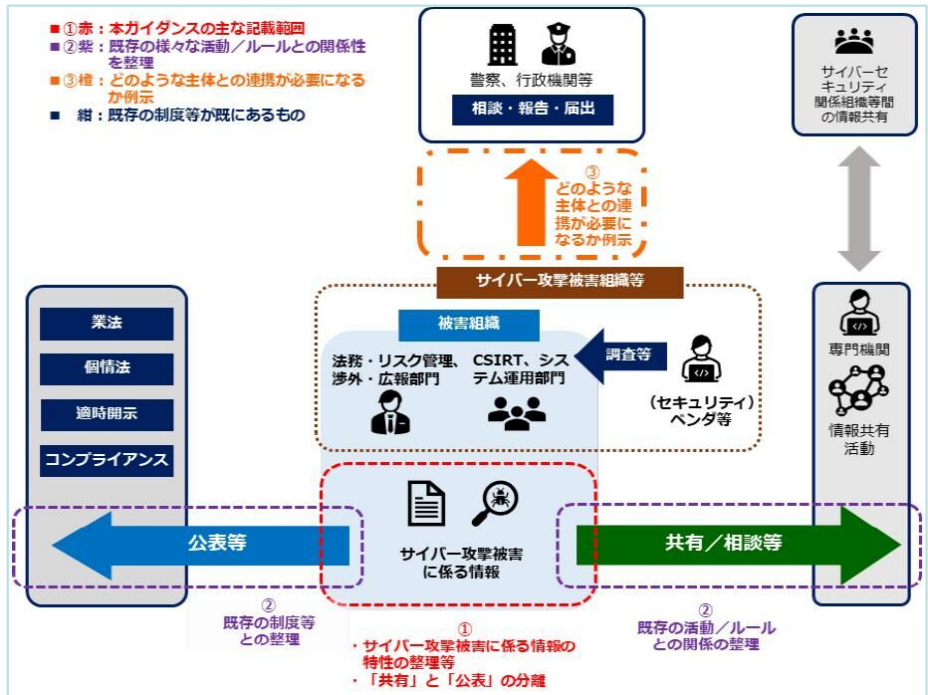 ■①赤：本ガイダンスの主な記載範囲
■②紫：既存の様々な活動／ルールとの関係性
を整理
■③橙：どのような主体との連携が必要になる
か例示
■ 紺：既存の制度等が既にあるもの
警察、行政機関等
相談・報告・届出
サイバーセ
キュリティ
関係組織等間
の情報共有
③
どのような
主体との連
携が必要に
なるか例示
サイバー攻撃被害組織等
被害組織
法務・リスク管理、
渉外・広報部門
CSIRT、シス
テム運用部門
調査等
（セキュリティ）
ベンダ等
業法
個情法
適時開示
コンプライアンス
専門機関
情報共有
活動
公表等
サイバー攻撃被害
に係る情報
共有／相談等
②
既存の制度等
との整理
①
・サイバー攻撃被害に係る情報の
特性の整理等
・「共有」と「公表」の分離
②
既存の活動／ルール
との関係の整理